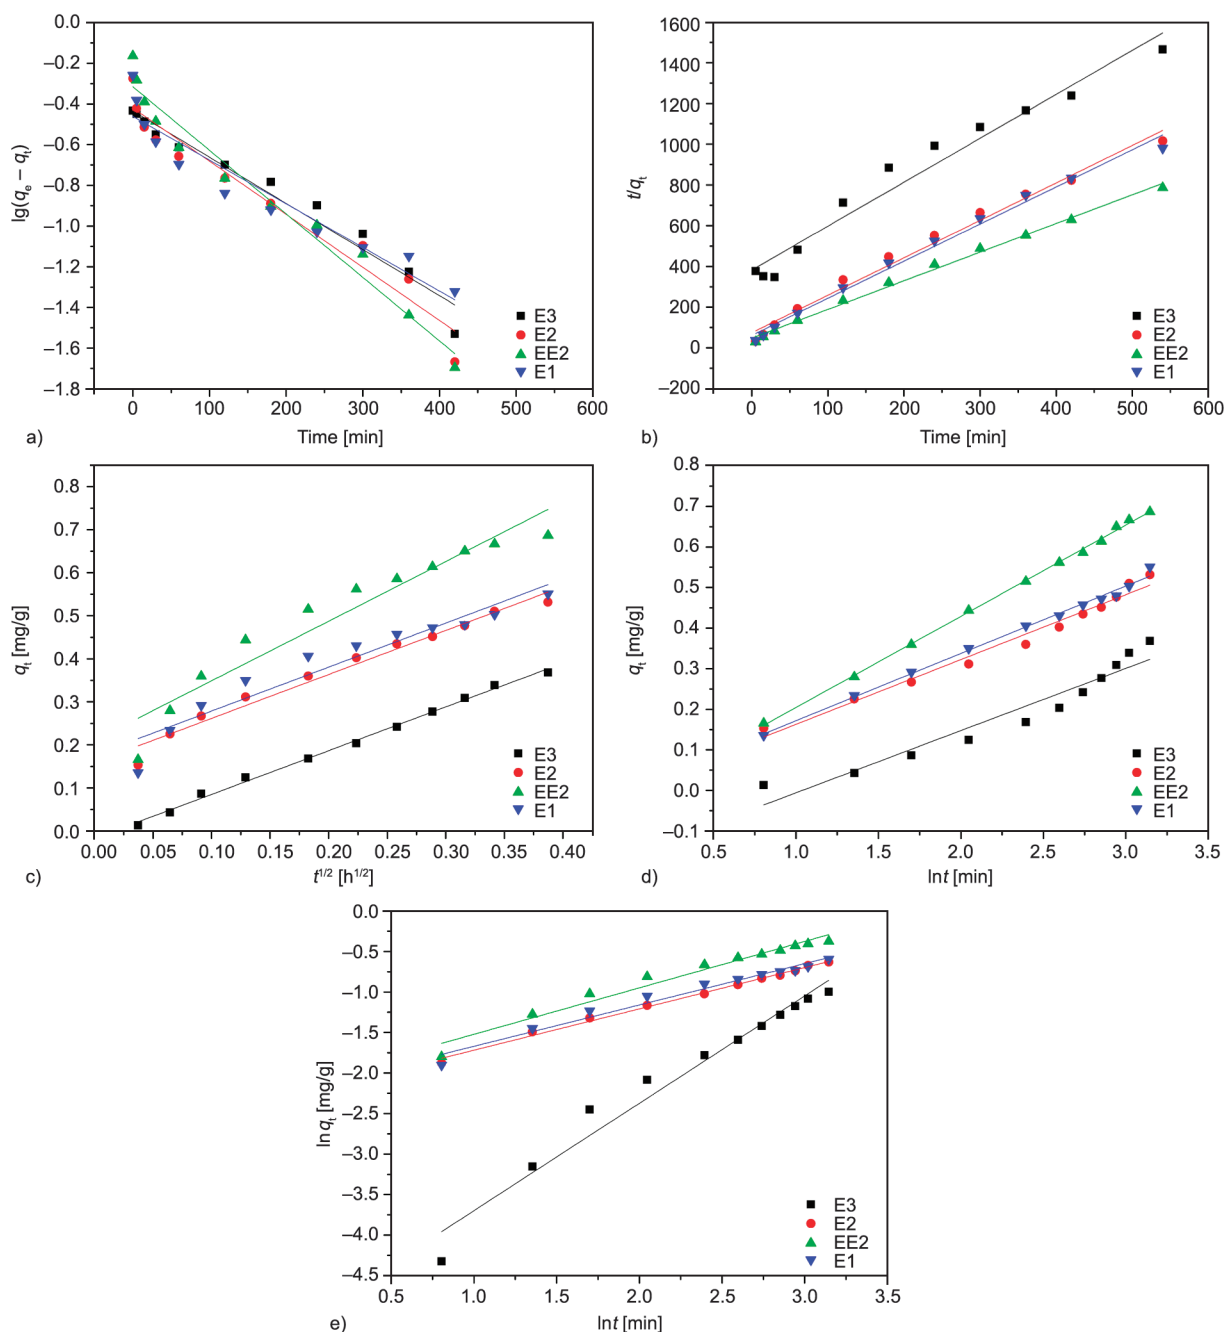 0.0
–0.2
–0.4
–0.6
–0.8
–1.0
–1.2
–1.4
–1.6
–1.8
lg(qe – qt)
0 100 200 300 400 500 600
Time [min]
E3
E2
EE2
E1
a)
1600
1400
1200
1000
800
600
400
200
0
–200
t/qt
0 100 200 300 400 500 600
Time [min]
E3
E2
EE2
E1
b)
0.8
0.7
0.6
0.5
0.4
0.3
0.2
0.1
0.0
qt [mg/g]
0.00 0.05 0.10 0.15 0.20 0.25 0.30 0.35 0.40
t1/2 [h1/2]
E3
E2
EE2
E1
c)
0.8
0.7
0.6
0.5
0.4
0.3
0.2
0.1
0.0
–0.1
qt [mg/g]
0.5 1.0 1.5 2.0 2.5 3.0 3.5
lnt [min]
E3
E2
EE2
E1
d)
0.0
–0.5
–1.0
–1.5
–2.0
–2.5
–3.0
–3.5
–4.0
–4.5
ln qt [mg/g]
0.5 1.0 1.5 2.0 2.5 3.0 3.5
lnt [min]
E3
E2
EE2
E1
e)